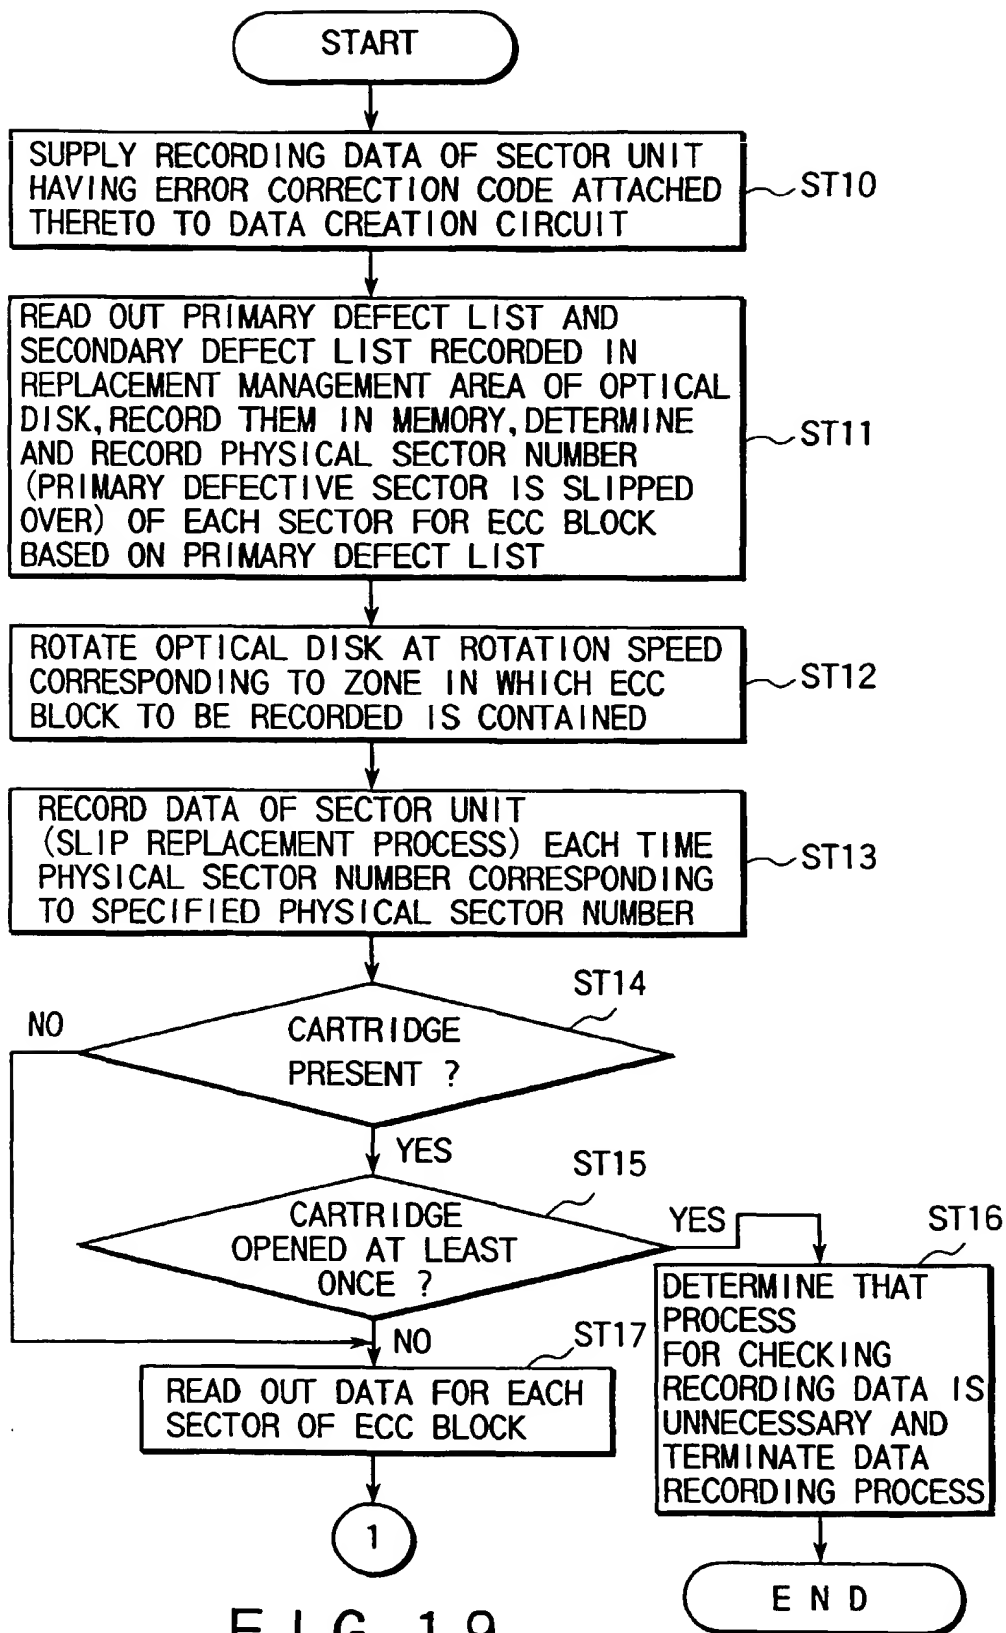 START
SUPPLY RECORDING DATA OF SECTOR UNIT
HAVING ERROR CORRECTION CODE ATTACHED
THERETO TO DATA CREATION CIRCUIT
ST10
READ OUT PRIMARY DEFECT LIST AND
SECONDARY DEFECT LIST RECORDED IN
REPLACEMENT MANAGEMENT AREA OF OPTICAL
DISK, RECORD THEM IN MEMORY, DETERMINE
AND RECORD PHYSICAL SECTOR NUMBER
(PRIMARY DEFECTIVE SECTOR IS SLIPPED
OVER) OF EACH SECTOR FOR ECC BLOCK
BASED ON PRIMARY DEFECT LIST
ST11
ROTATE OPTICAL DISK AT ROTATION SPEED
CORRESPONDING TO ZONE IN WHICH ECC
BLOCK TO BE RECORDED IS CONTAINED
ST12
RECORD DATA OF SECTOR UNIT
(SLIP REPLACEMENT PROCESS) EACH TIME
PHYSICAL SECTOR NUMBER CORRESPONDING
TO SPECIFIED PHYSICAL SECTOR NUMBER
ST13
ST14
NO
CARTRIDGE
PRESENT ?
YES
ST15
CARTRIDGE
OPENED AT LEAST
ONCE ?
YES
ST16
DETERMINE THAT
PROCESS
FOR CHECKING
RECORDING DATA IS
UNNECESSARY AND
TERMINATE DATA
RECORDING PROCESS
NO
ST17
READ OUT DATA FOR EACH
SECTOR OF ECC BLOCK
1
END
FIG. 19